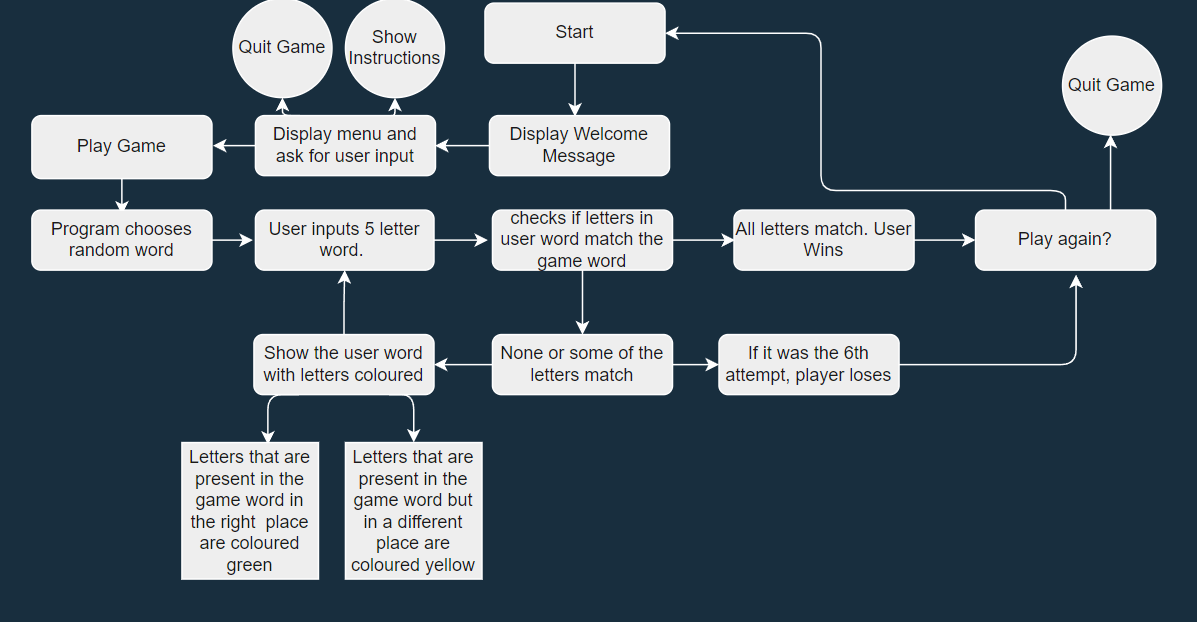 Quit Game
Show
Instructions
Start
Quit Game
Play Game
Display menu and
ask for user input
Display Welcome
Message
Program chooses
random word
User inputs 5 letter
word.
checks if letters in
user word match the
game word
All letters match. User
Wins
Play again?
Show the user word
with letters coloured
None or some of the
letters match
If it was the 6th
attempt, player loses
Letters that are
present in the
game word in
the right place
are coloured
green
Letters that are
present in the
game word but
in a different
place are
coloured yellow